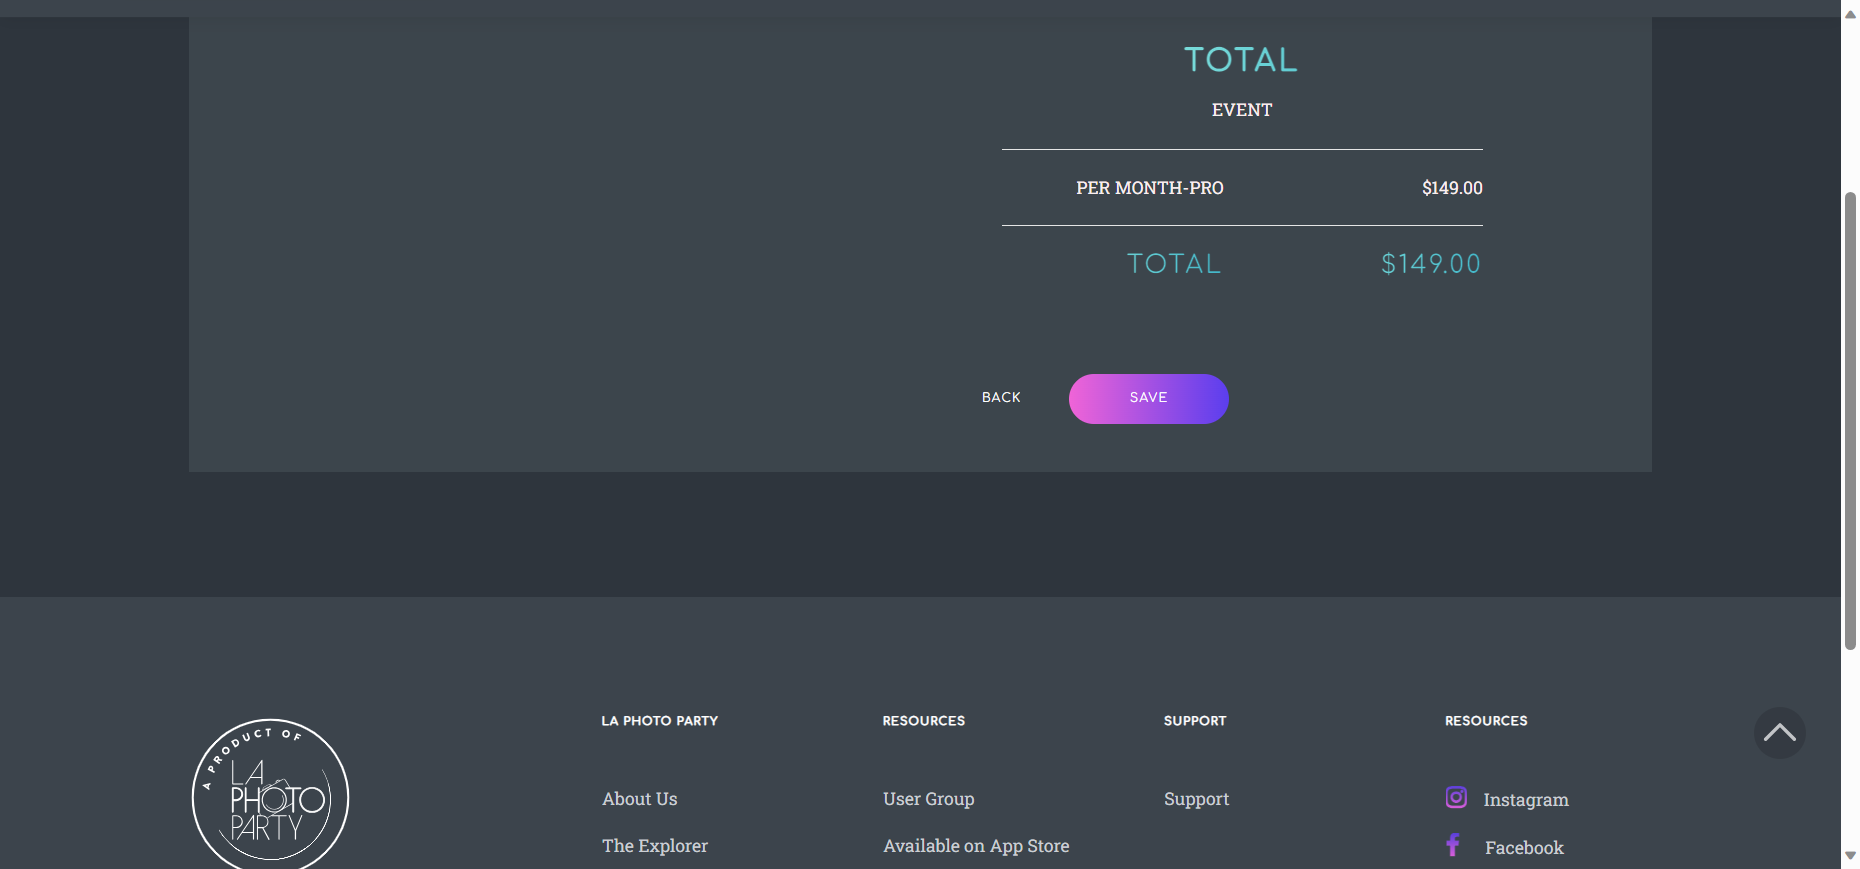 TOTAL
EVENT
PER MONTH-PRO $149.00
TOTAL $149.00
BACK SAVE
A PRODUCT OF
LA
PHOTO
PARTY
LA PHOTO PARTY
About Us
The Explorer
RESOURCES
User Group
Available on App Store
SUPPORT
Support
RESOURCES
Instagram
Facebook